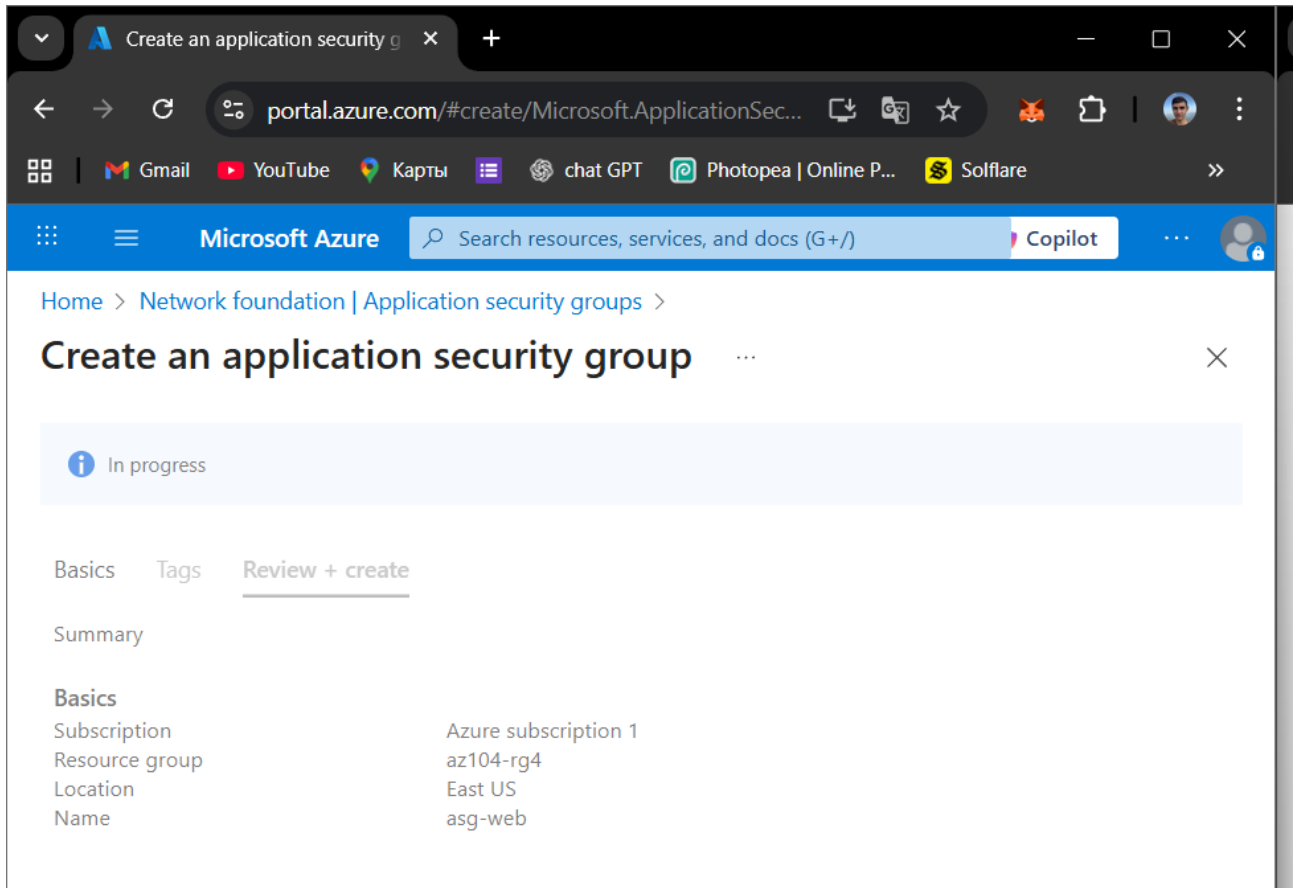 Create an application security g
portal.azure.com/#create/Microsoft.ApplicationSec...
Gmail YouTube Карты chat GPT Photopea | Online P... Solflare
Microsoft Azure Search resources, services, and docs (G+/) Copilot ...
Home > Network foundation | Application security groups >
Create an application security group ...
In progress
Basics Tags Review + create
Summary
Basics
Subscription Azure subscription 1
Resource group az104-rg4
Location East US
Name asg-web